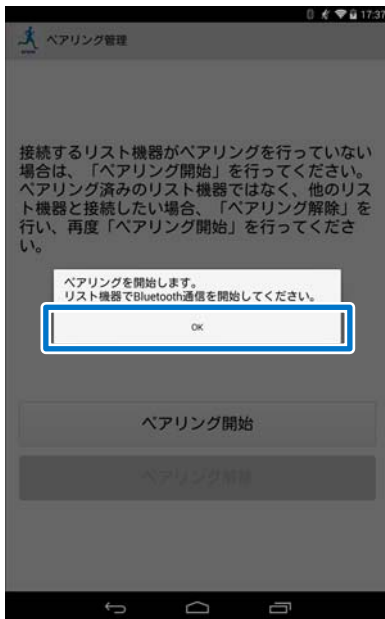 17:37
ペアリング管理
接続するリスト機器がペアリングを行っていない
場合は、「ペアリング開始」を行ってください。
ペアリング済みのリスト機器ではなく、他のリス
ト機器と接続したい場合、「ペアリング解除」を
行い、再度「ペアリング開始」を行ってくださ
い。
ペアリングを開始します。
リスト機器でBluetooth通信を開始してください。
OK
ペアリング開始
ペアリング解除